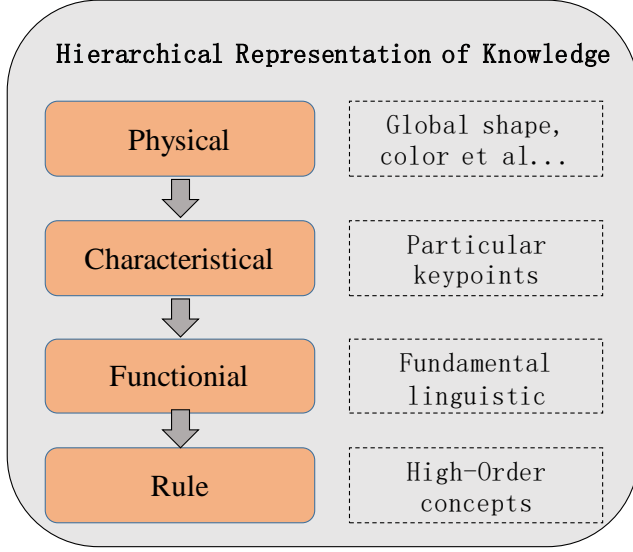 Hierarchical Representation of Knowledge
Physical
Global shape,
color et al...
Characteristical
Particular
keypoints
Functionial
Fundamental
linguistic
Rule
High-Order
concepts